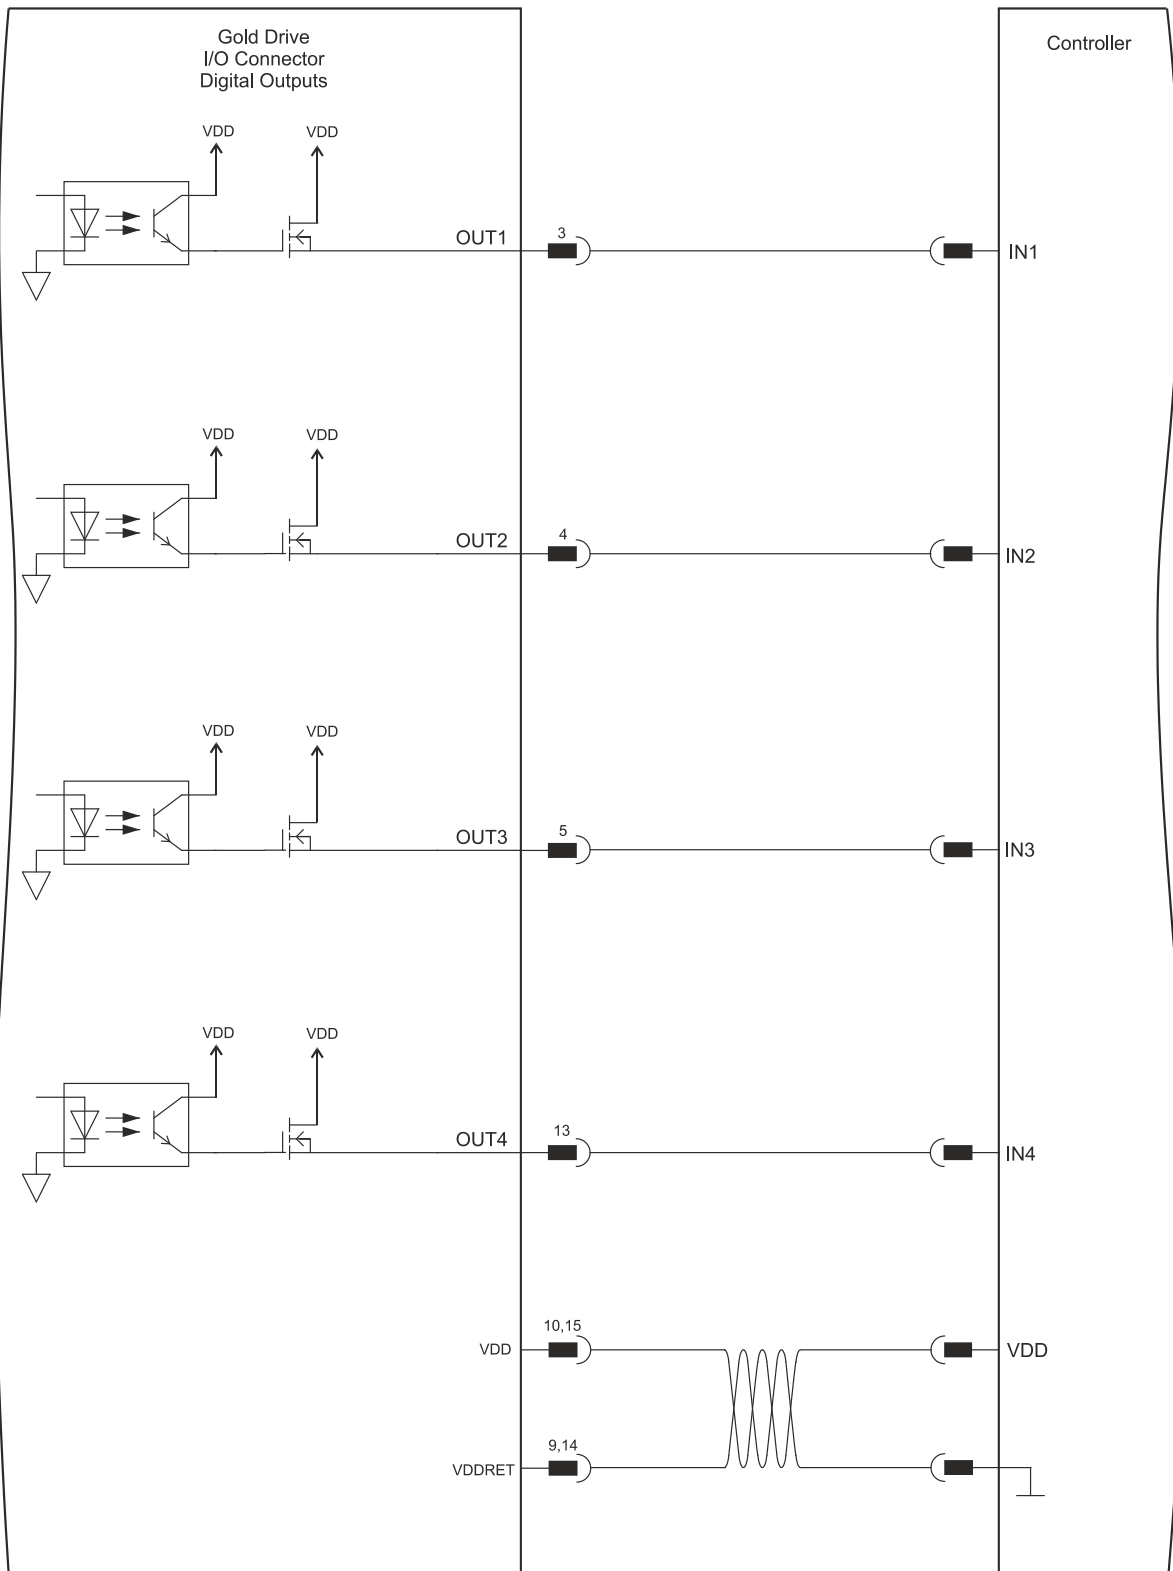 Gold Drive
I/O Connector
Digital Outputs
Controller
VDD
VDD
OUT1
3
IN1
VDD
VDD
OUT2
4
IN2
VDD
VDD
OUT3
5
IN3
VDD
VDD
OUT4
13
IN4
VDD
10,15
VDD
VDDRET
9,14